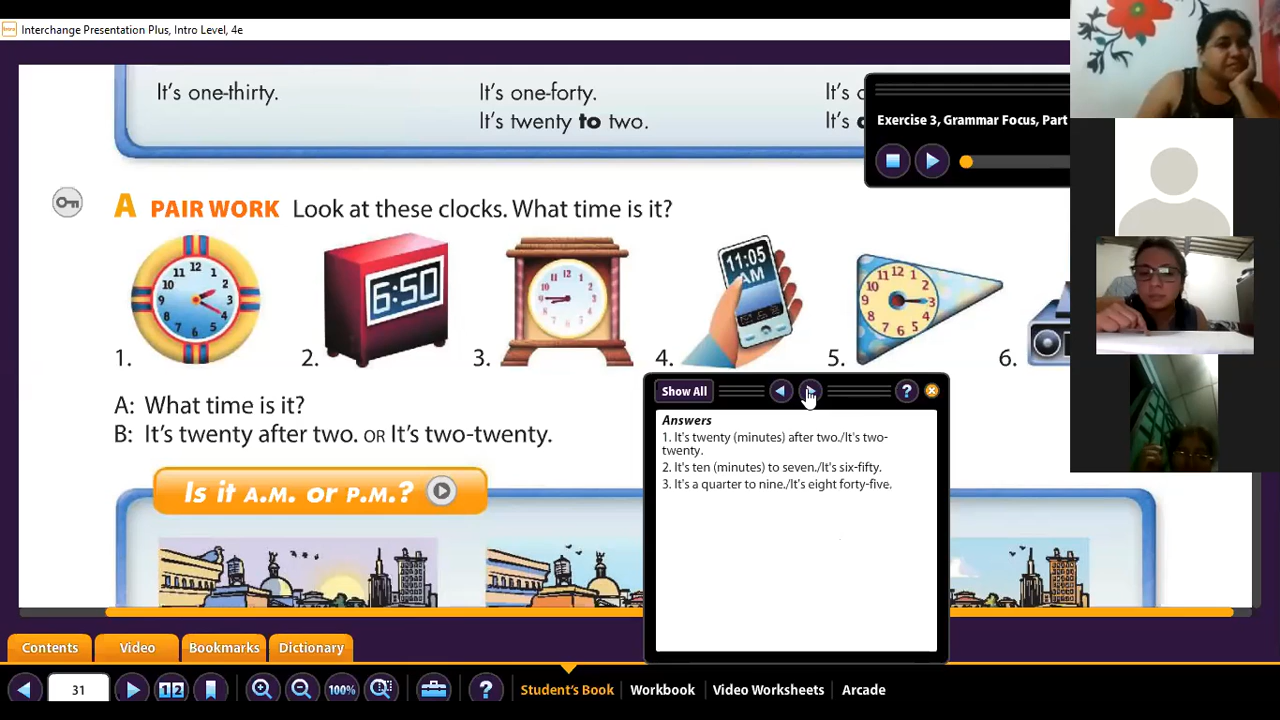 Interchange Presentation Plus, Intro Level, 4e
It's one-thirty.
It's one-forty.
It's
It's twenty to two.
It's
Exercise 3, Grammar Focus, Part
A PAIR WORK Look at these clocks. What time is it?
1.
2.
6:50
3.
4.
11:05
AM
5.
6.
A: What time is it?
B: It's twenty after two. OR It's two-twenty.
Show All
?
Answers
1. It's twenty (minutes) after two./It's two-
twenty.
2. It's ten (minutes) to seven./It's six-fifty.
3. It's a quarter to nine./It's eight forty-five.
Is it A.M. or P.M.?
Contents
Video
Bookmarks
Dictionary
31
12
100%
?
Student's Book
Workbook
Video Worksheets
Arcade